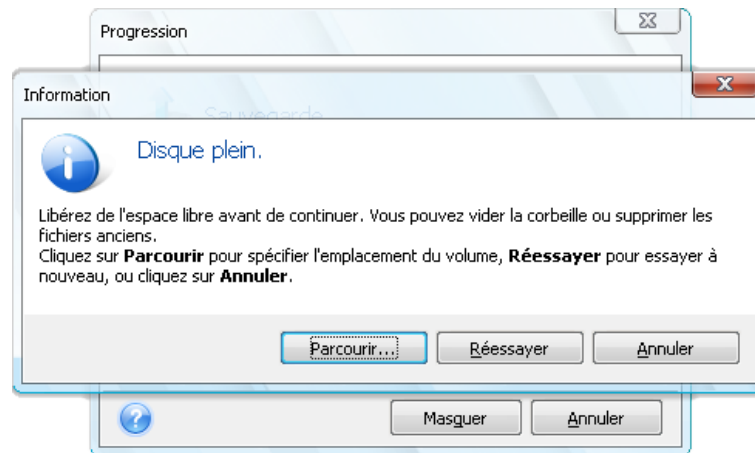 Progression
Information
Sauvegarde
Disque plein.
Libérez de l'espace libre avant de continuer. Vous pouvez vider la corbeille ou supprimer les
fichiers anciens.
Cliquez sur Parcourir pour spécifier l'emplacement du volume, Réessayer pour essayer à
nouveau, ou cliquez sur Annuler.
Parcourir... Réessayer Annuler
Masquer Annuler